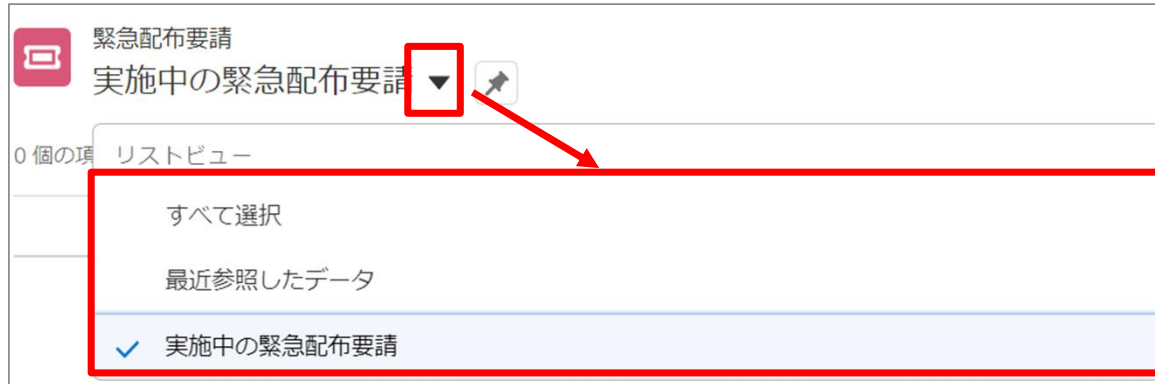 緊急配布要請
実施中の緊急配布要請
0 個の項
リストビュー
すべて選択
最近参照したデータ
実施中の緊急配布要請